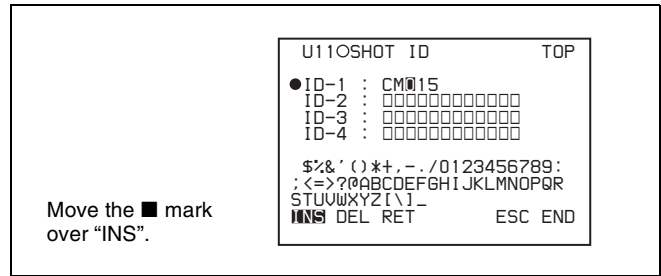 U11○SHOT ID TOP
●ID-1 : CM▯15
ID-2 : □□□□□□□□□□□□
ID-3 : □□□□□□□□□□□□
ID-4 : □□□□□□□□□□□□
$%&'()*+,-./0123456789:
;<=>?@ABCDEFGHIJKLMNOPQR
STUVWXYZ[\]_
INS DEL RET ESC END
Move the ■ mark
over “INS”.